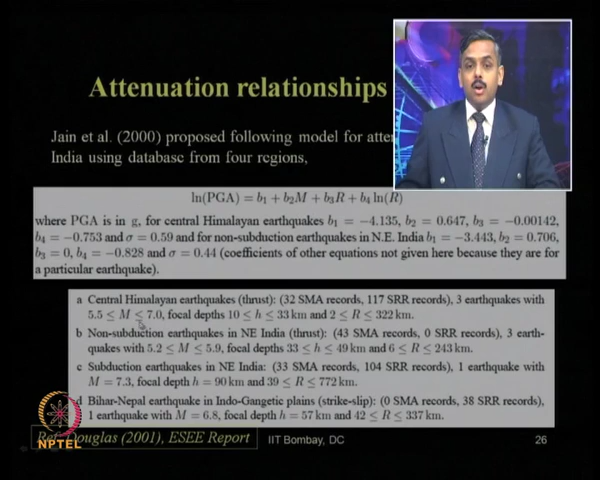 Attenuation relationships
Jain et al. (2000) proposed following model for atten
India using database from four regions,
ln(PGA) = b₁ + b₂M + b₃R + b₄ ln(R)
where PGA is in g, for central Himalayan earthquakes b₁ = −4.135, b₂ = 0.647, b₃ = −0.00142,
b₄ = −0.753 and σ = 0.59 and for non-subduction earthquakes in N.E. India b₁ = −3.443, b₂ = 0.706,
b₃ = 0, b₄ = −0.828 and σ = 0.44 (coefficients of other equations not given here because they are for
a particular earthquake).
a Central Himalayan earthquakes (thrust): (32 SMA records, 117 SRR records), 3 earthquakes with
5.5 ≤ M ≤ 7.0, focal depths 10 ≤ h ≤ 33 km and 2 ≤ R ≤ 322 km.
b Non-subduction earthquakes in NE India (thrust): (43 SMA records, 0 SRR records), 3 earth-
quakes with 5.2 ≤ M ≤ 5.9, focal depths 33 ≤ h ≤ 49 km and 6 ≤ R ≤ 243 km.
c Subduction earthquakes in NE India: (33 SMA records, 104 SRR records), 1 earthquake with
M = 7.3, focal depth h = 90 km and 39 ≤ R ≤ 772 km.
d Bihar-Nepal earthquake in Indo-Gangetic plains (strike-slip): (0 SMA records, 38 SRR records),
1 earthquake with M = 6.8, focal depth h = 57 km and 42 ≤ R ≤ 337 km.
Ref: Douglas (2001), ESEE Report
IIT Bombay, DC
26
NPTEL